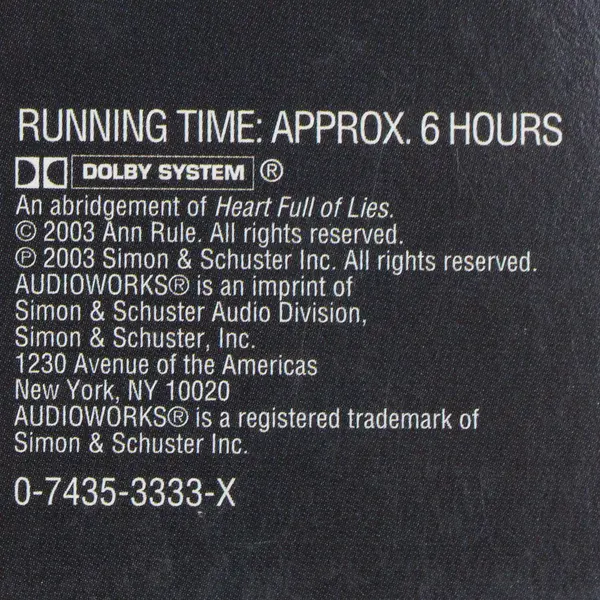 RUNNING TIME: APPROX. 6 HOURS
DOLBY SYSTEM ®
An abridgement of Heart Full of Lies.
© 2003 Ann Rule. All rights reserved.
℗ 2003 Simon & Schuster Inc. All rights reserved.
AUDIOWORKS® is an imprint of
Simon & Schuster Audio Division,
Simon & Schuster, Inc.
1230 Avenue of the Americas
New York, NY 10020
AUDIOWORKS® is a registered trademark of
Simon & Schuster Inc.
0-7435-3333-X